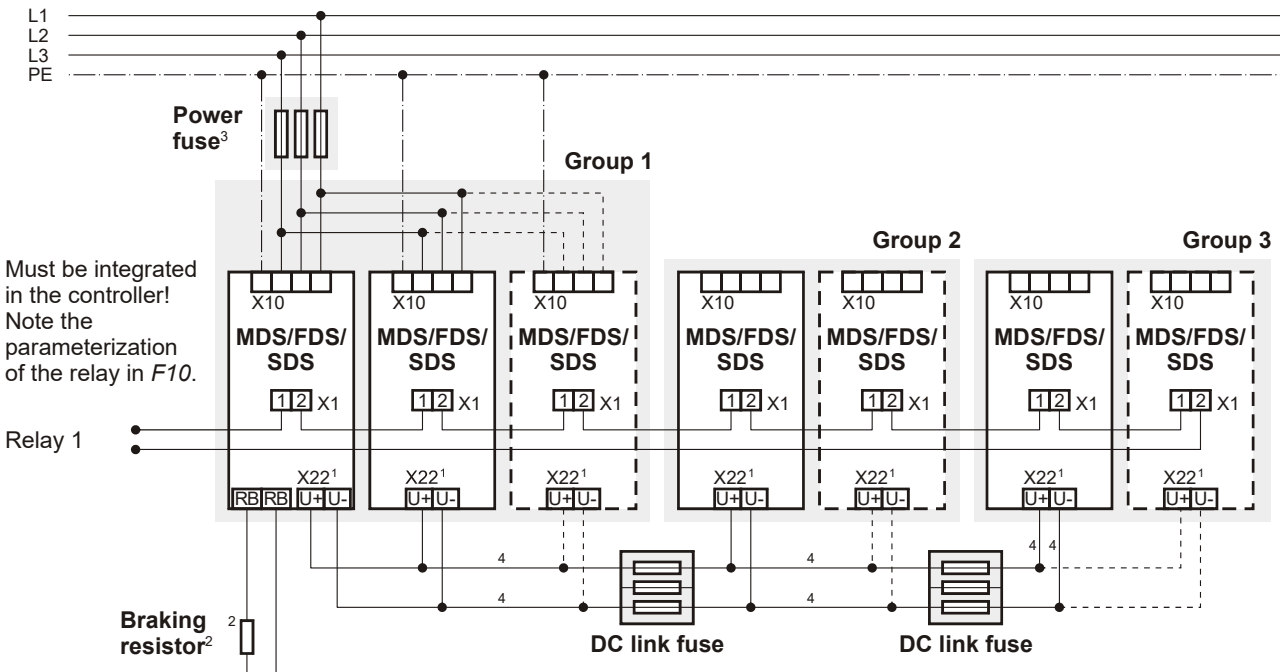 L1
L2
L3
PE
Power
fuse³
Group 1
Group 2
Group 3
Must be integrated
in the controller!
Note the
parameterization
of the relay in F10.
X10 X10 X10 X10 X10 X10 X10
MDS/FDS/ MDS/FDS/ MDS/FDS/ MDS/FDS/ MDS/FDS/ MDS/FDS/ MDS/FDS/
SDS SDS SDS SDS SDS SDS SDS
1 2 X1 1 2 X1 1 2 X1 1 2 X1 1 2 X1 1 2 X1 1 2 X1
Relay 1
X22¹ X22¹ X22¹ X22¹ X22¹ X22¹ X22¹
RB RB U+ U- U+ U- U+ U- U+ U- U+ U- U+ U- U+ U-
4 4
4 4
4 4
Braking
resistor²
2
DC link fuse
DC link fuse